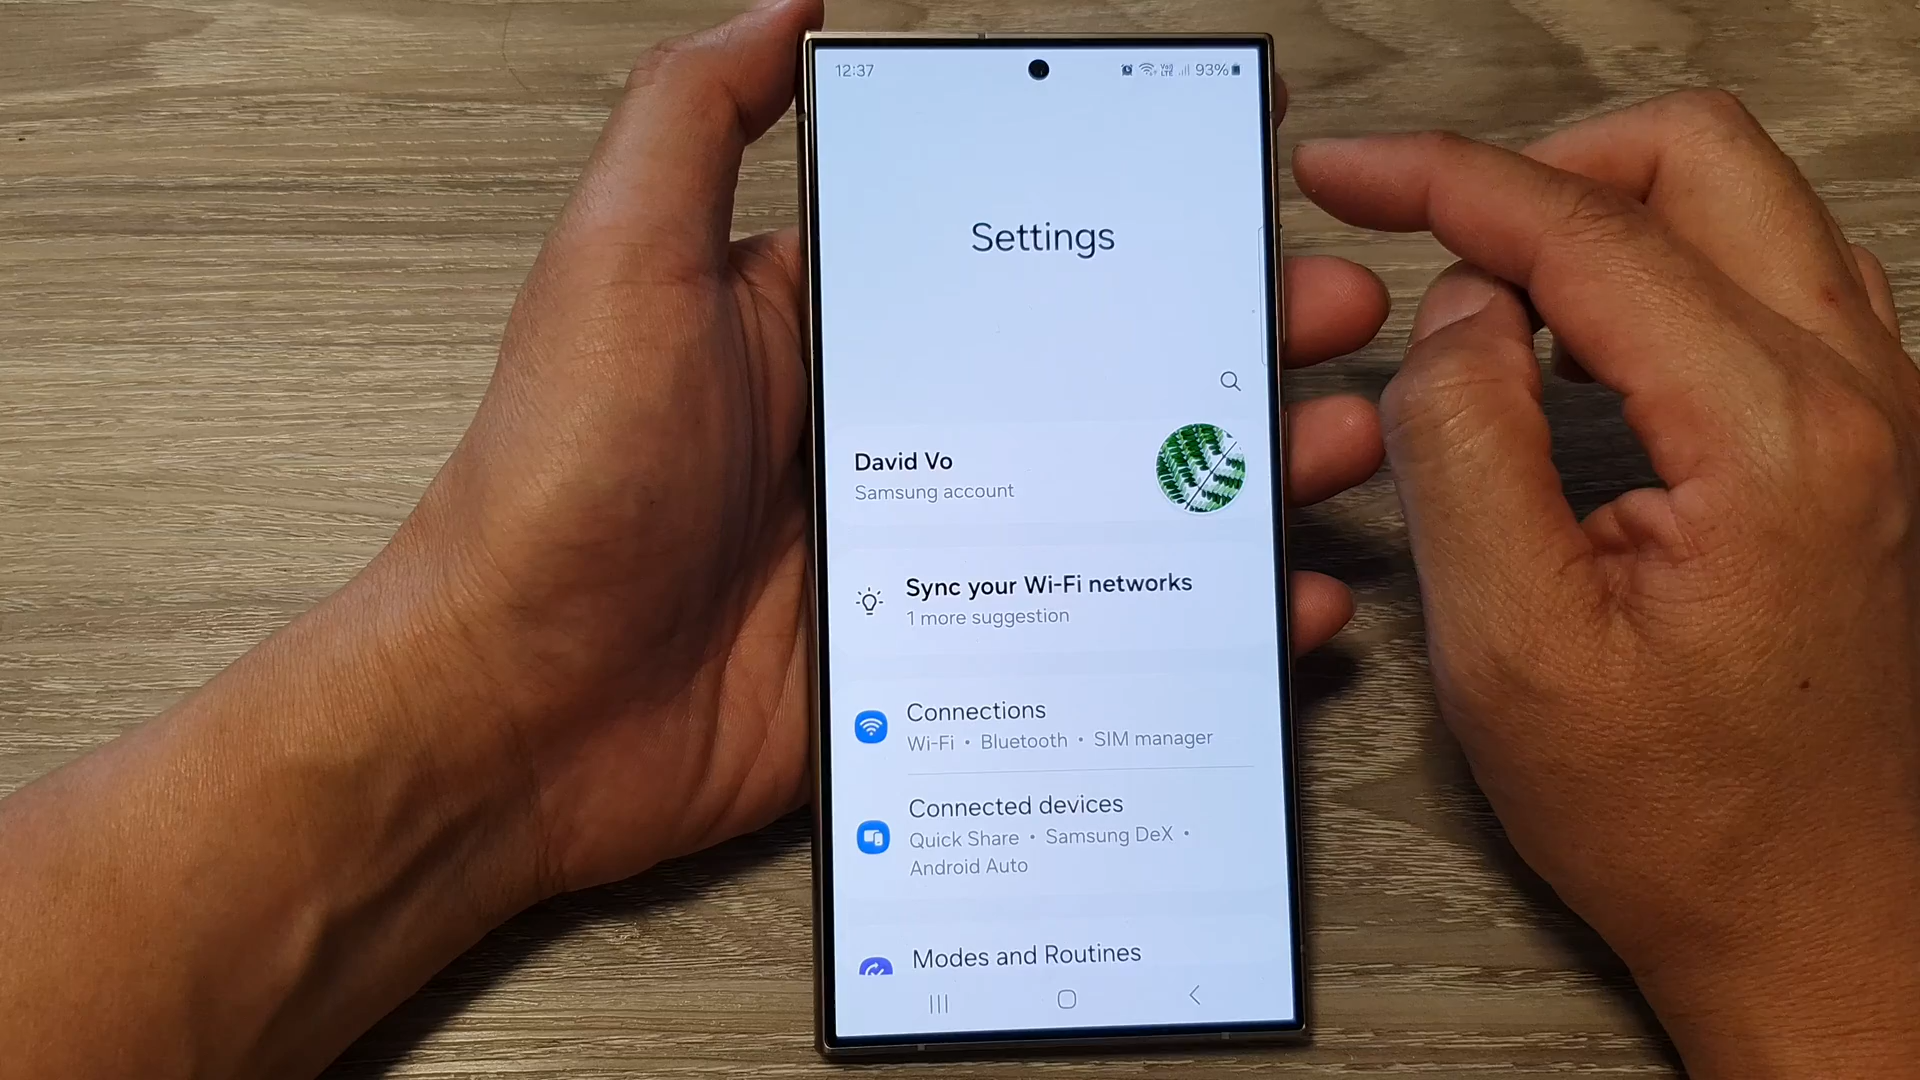 12:37
93%
Settings
David Vo
Samsung account
Sync your Wi-Fi networks
1 more suggestion
Connections
Wi-Fi • Bluetooth • SIM manager
Connected devices
Quick Share • Samsung DeX •
Android Auto
Modes and Routines